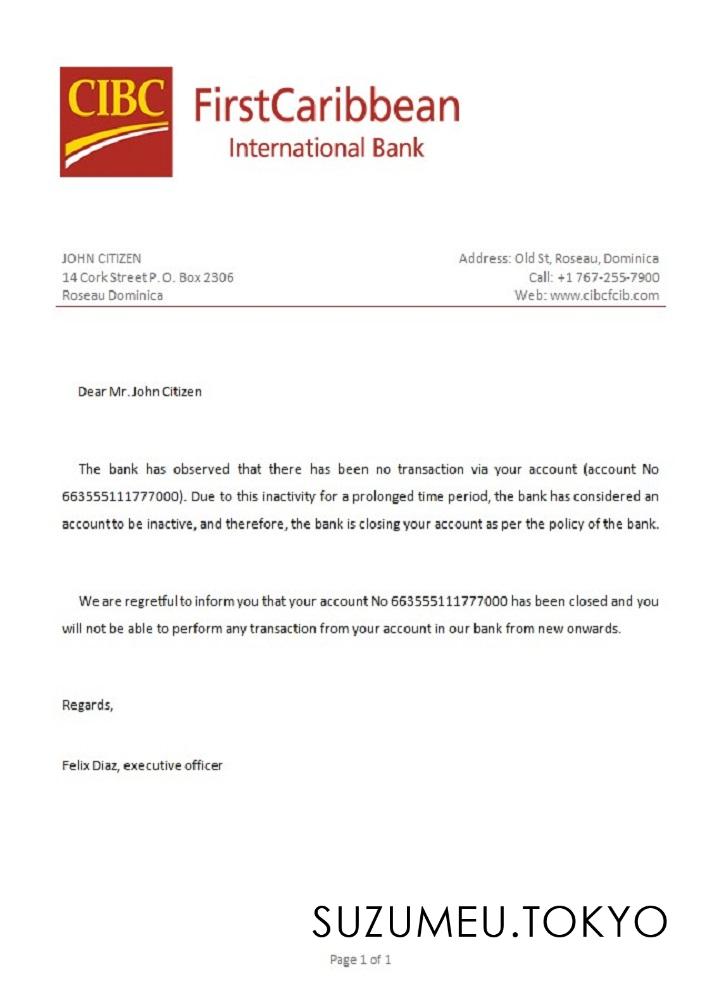 CIBC FirstCaribbean
International Bank
JOHN CITIZEN
14 Cork Street P. O. Box 2306
Roseau Dominica
Address: Old St, Roseau, Dominica
Call: +1 767-255-7900
Web: www.cibcfcib.com
Dear Mr. John Citizen
The bank has observed that there has been no transaction via your account (account No
663555111777000). Due to this inactivity for a prolonged time period, the bank has considered an
account to be inactive, and therefore, the bank is closing your account as per the policy of the bank.
We are regretful to inform you that your account No 663555111777000 has been closed and you
will not be able to perform any transaction from your account in our bank from new onwards.
Regards,
Felix Diaz, executive officer
SUZUMEU.TOKYO
Page 1 of 1